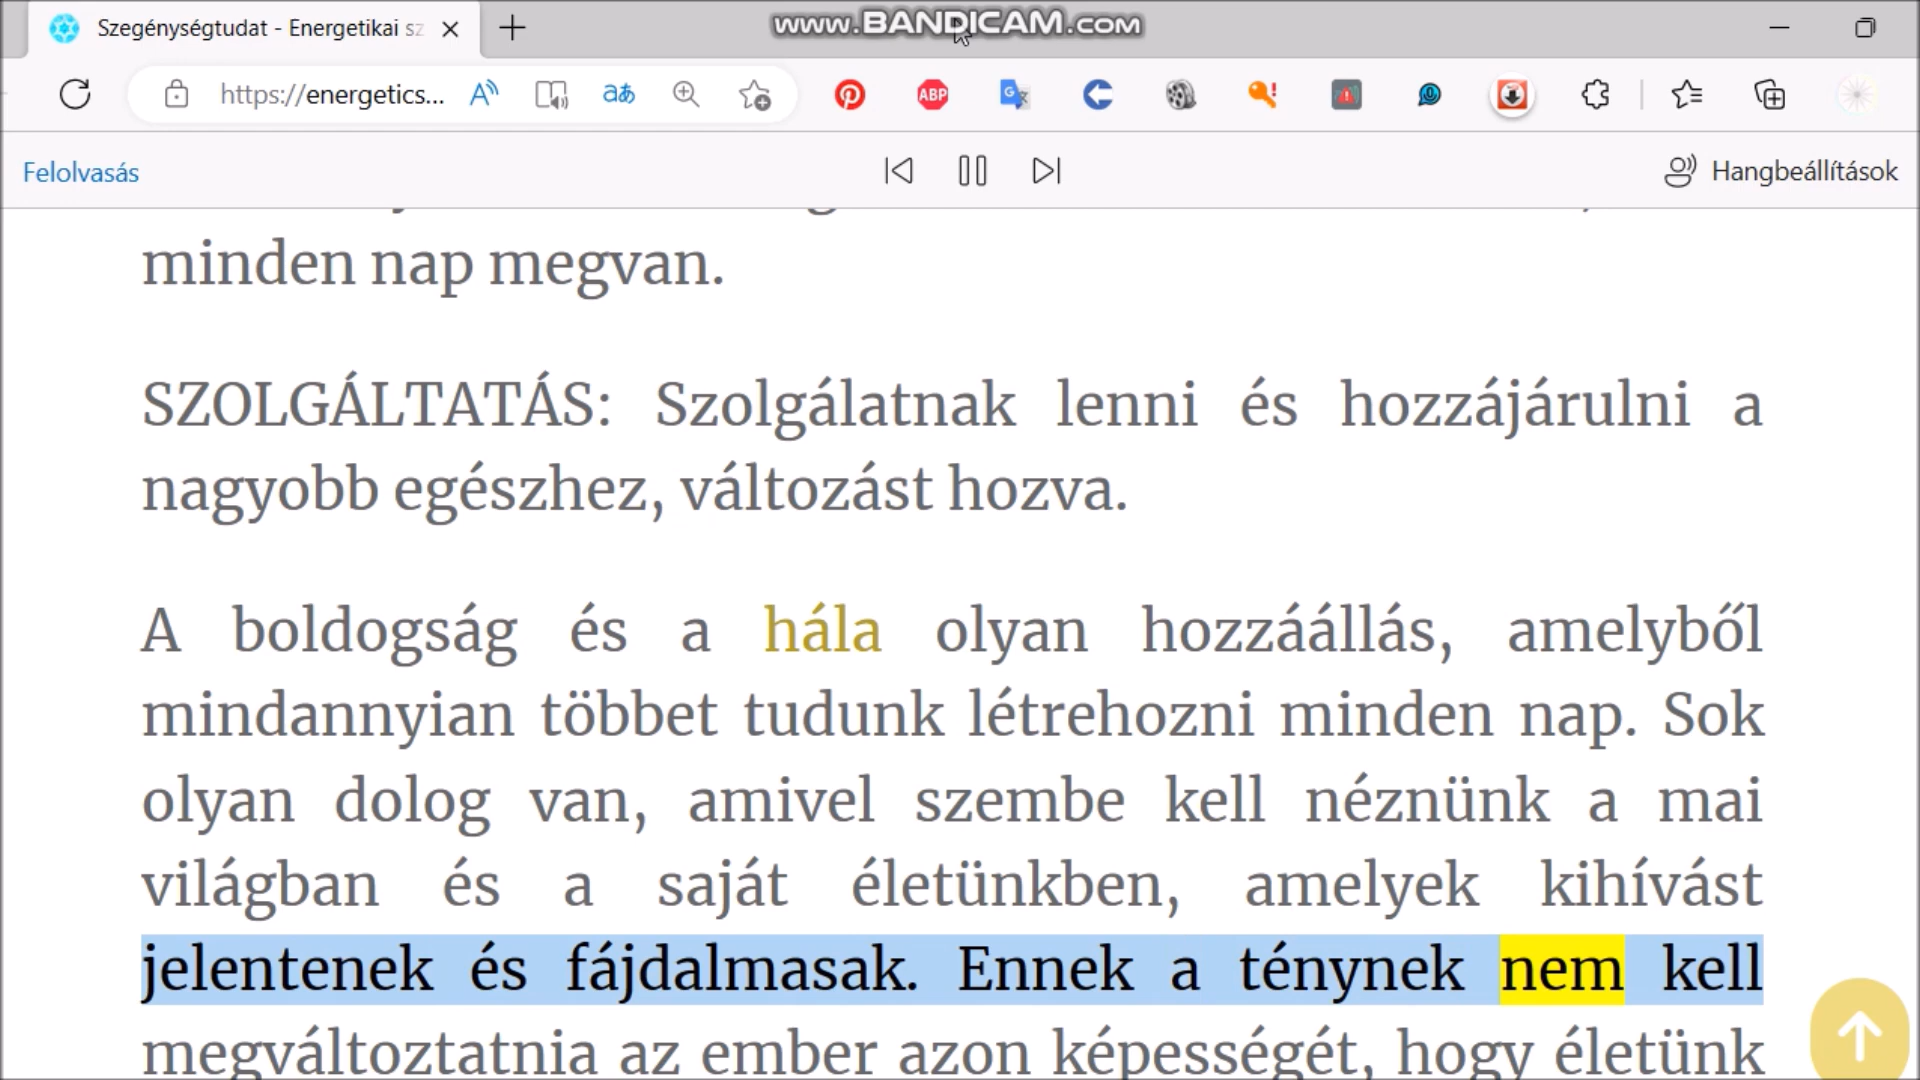 Szegénységtudat - Energetikai sz
www.BANDICAM.com
https://energetics...
ABP
Felolvasás
Hangbeállítások
minden nap megvan.
SZOLGÁLTATÁS: Szolgálatnak lenni és hozzájárulni a
nagyobb egészhez, változást hozva.
A boldogság és a hála olyan hozzáállás, amelyből
mindannyian többet tudunk létrehozni minden nap. Sok
olyan dolog van, amivel szembe kell néznünk a mai
világban és a saját életünkben, amelyek kihívást
jelentenek és fájdalmasak. Ennek a ténynek nem kell
megváltoztatnia az ember azon képességét, hogy életünk